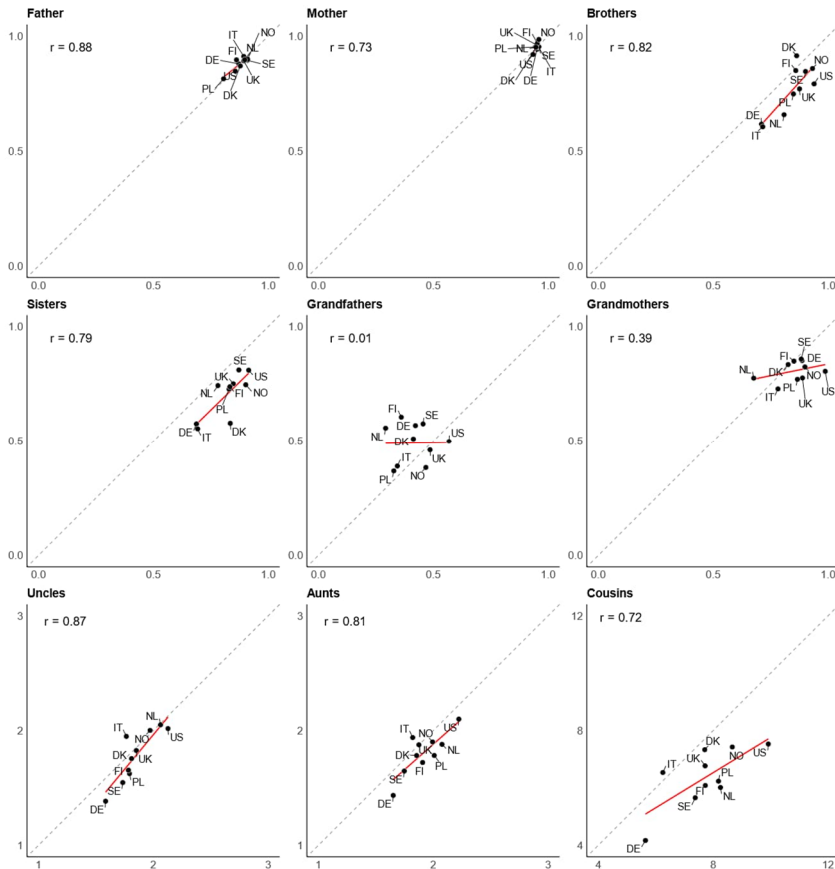 Father
Mother
Brothers
1.0
r = 0.88
IT
NO
FI
NL
DE
SE
US
UK
PL
DK
0.5
0.0
0.0
0.5
1.0
1.0
r = 0.73
UK
FI
NO
PL
NL
SE
US
IT
DK
DE
0.5
0.0
0.0
0.5
1.0
1.0
r = 0.82
DK
NO
FI
SE
US
PL
UK
DE
NL
IT
0.5
0.0
0.0
0.5
1.0
Sisters
Grandfathers
Grandmothers
1.0
r = 0.79
SE
US
UK
NL
FI
NO
PL
DE
IT
DK
0.5
0.0
0.0
0.5
1.0
1.0
r = 0.01
FI
SE
DE
NL
DK
US
IT
UK
PL
NO
0.5
0.0
0.0
0.5
1.0
1.0
r = 0.39
SE
FI
DE
NL
DK
NO
PL
US
IT
UK
0.5
0.0
0.0
0.5
1.0
Uncles
Aunts
Cousins
3
r = 0.87
NL
IT
NO
US
DK
UK
FI
PL
SE
DE
2
1
1
2
3
3
r = 0.81
US
IT
NO
UK
NL
DK
PL
SE
FI
DE
2
1
1
2
3
12
r = 0.72
DK
NO
US
UK
IT
PL
FI
NL
SE
DE
8
4
4
8
12